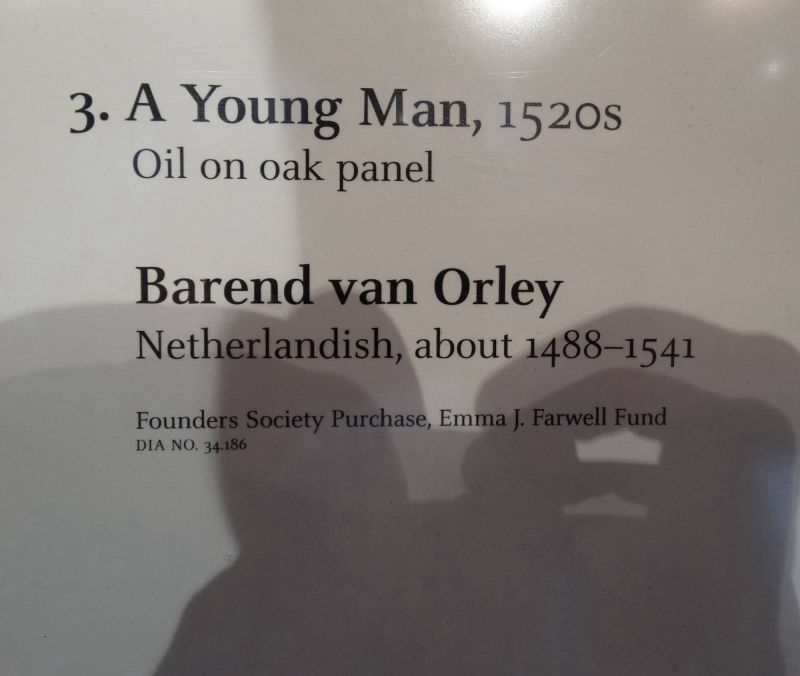 3. A Young Man, 1520s
Oil on oak panel
Barend van Orley
Netherlandish, about 1488–1541
Founders Society Purchase, Emma J. Farwell Fund
DIA NO. 34.186